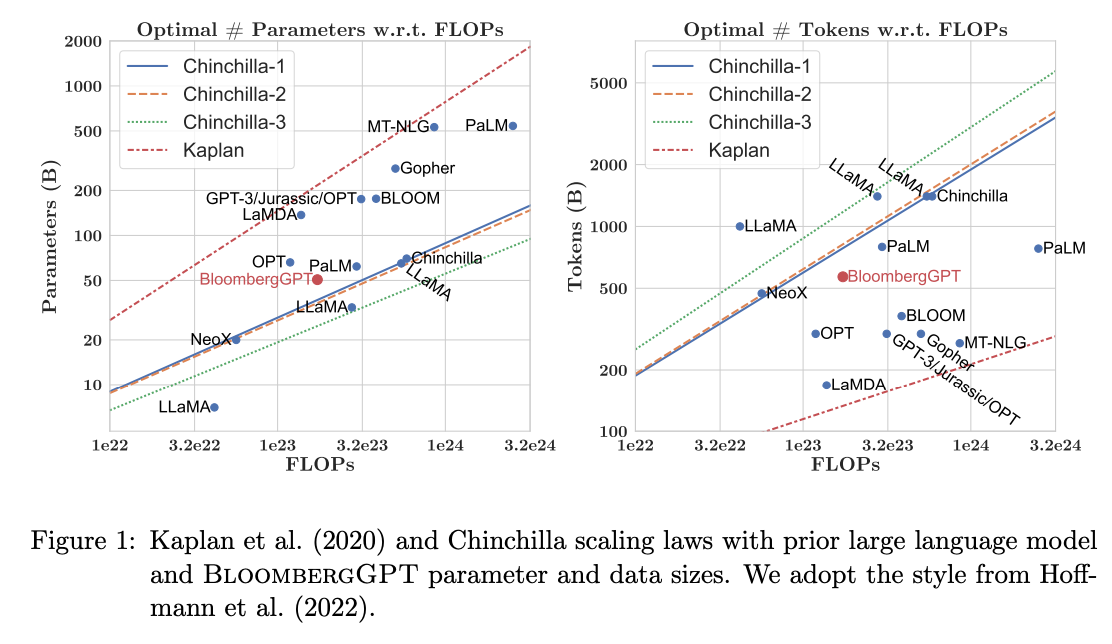 Optimal # Parameters w.r.t. FLOPs
Parameters (B)
2000
1000
500
200
100
50
20
10
Chinchilla-1
Chinchilla-2
Chinchilla-3
Kaplan
MT-NLG
PaLM
Gopher
GPT-3/Jurassic/OPT
BLOOM
LaMDA
OPT
PaLM
Chinchilla
BloombergGPT
LLaMA
LLaMA
NeoX
LLaMA
1e22
3.2e22
1e23
3.2e23
1e24
3.2e24
FLOPs
Optimal # Tokens w.r.t. FLOPs
Tokens (B)
5000
2000
1000
500
200
100
Chinchilla-1
Chinchilla-2
Chinchilla-3
Kaplan
LLaMA
LLaMA
Chinchilla
LLaMA
PaLM
PaLM
BloombergGPT
NeoX
BLOOM
OPT
GPT-3/Jurassic/OPT
Gopher
MT-NLG
LaMDA
1e22
3.2e22
1e23
3.2e23
1e24
3.2e24
FLOPs
Figure 1: Kaplan et al. (2020) and Chinchilla scaling laws with prior large language model
and BLOOMBERGGPT parameter and data sizes. We adopt the style from Hoff-
mann et al. (2022).